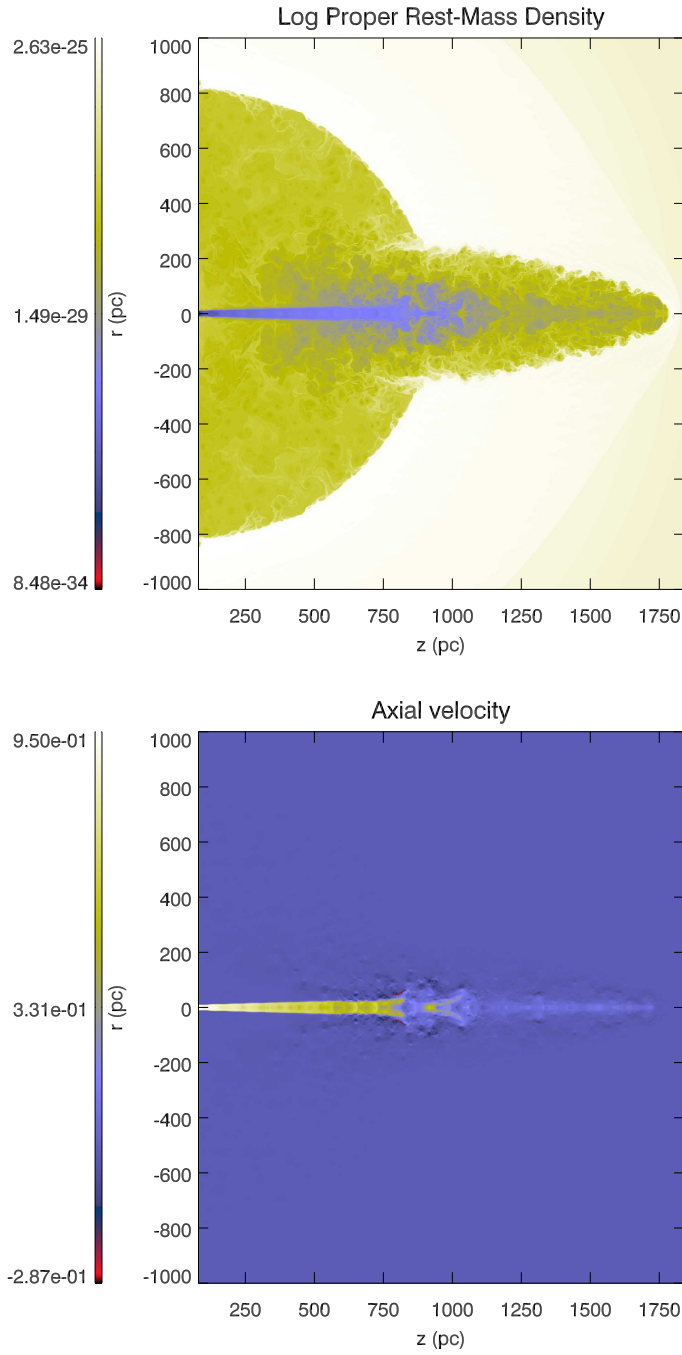 Log Proper Rest-Mass Density
2.63e-25
1.49e-29
8.48e-34
r (pc)
1000
800
600
400
200
0
-200
-400
-600
-800
-1000
250 500 750 1000 1250 1500 1750
z (pc)
Axial velocity
9.50e-01
3.31e-01
-2.87e-01
r (pc)
1000
800
600
400
200
0
-200
-400
-600
-800
-1000
250 500 750 1000 1250 1500 1750
z (pc)